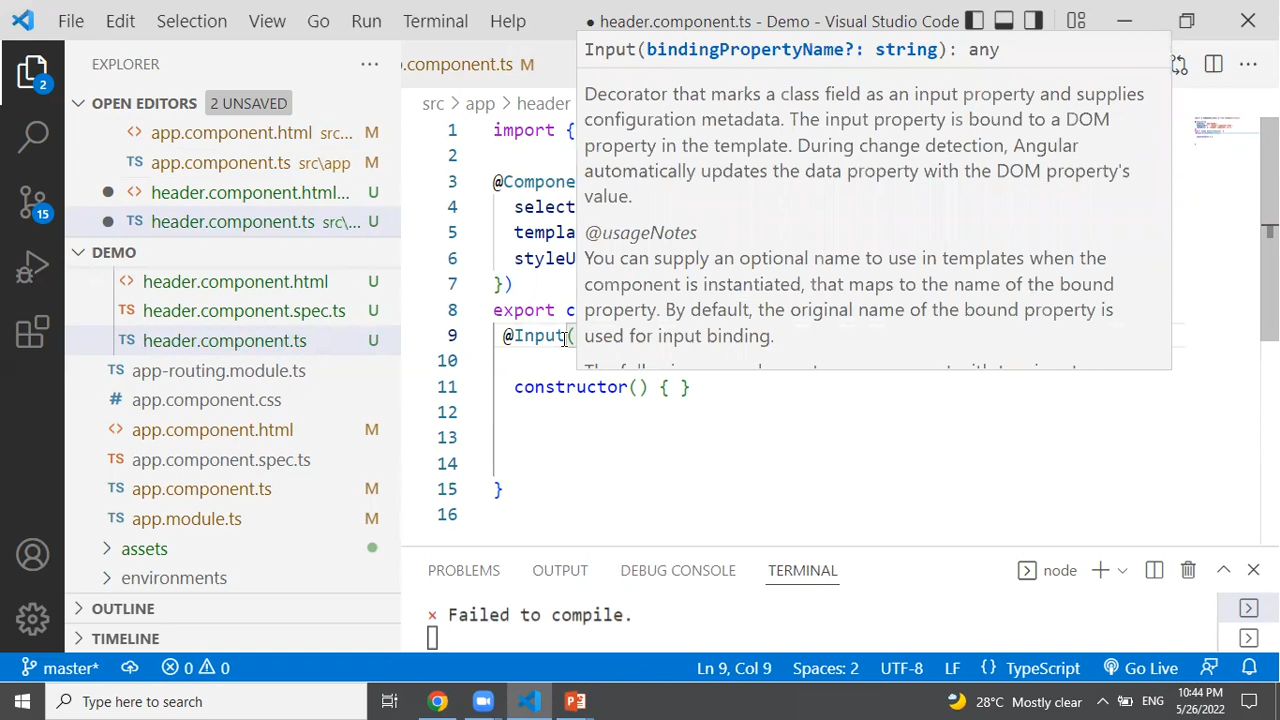 File Edit Selection View Go Run Terminal Help ● header.component.ts - Demo - Visual Studio Code
EXPLORER
OPEN EDITORS 2 UNSAVED
app.component.html src... M
app.component.ts src\app M
header.component.html... U
header.component.ts src\... U
DEMO
header.component.html U
header.component.spec.ts U
header.component.ts U
app-routing.module.ts
app.component.css
app.component.html M
app.component.spec.ts
app.component.ts M
app.module.ts M
assets
environments
OUTLINE
TIMELINE
2
15
.component.ts M
src > app > header
1 import {
2
3 @Compone
4 select
5 templa
6 styleU
7 })
8 export c
9 @Input(
10
11 constructor() { }
12
13
14
15 }
16
Input(bindingPropertyName?: string): any
Decorator that marks a class field as an input property and supplies
configuration metadata. The input property is bound to a DOM
property in the template. During change detection, Angular
automatically updates the data property with the DOM property's
value.
@usageNotes
You can supply an optional name to use in templates when the
component is instantiated, that maps to the name of the bound
property. By default, the original name of the bound property is
used for input binding.
PROBLEMS OUTPUT DEBUG CONSOLE TERMINAL node
× Failed to compile.
master* 0 0 Ln 9, Col 9 Spaces: 2 UTF-8 LF {} TypeScript Go Live
Type here to search
28°C Mostly clear ENG 10:44 PM
5/26/2022